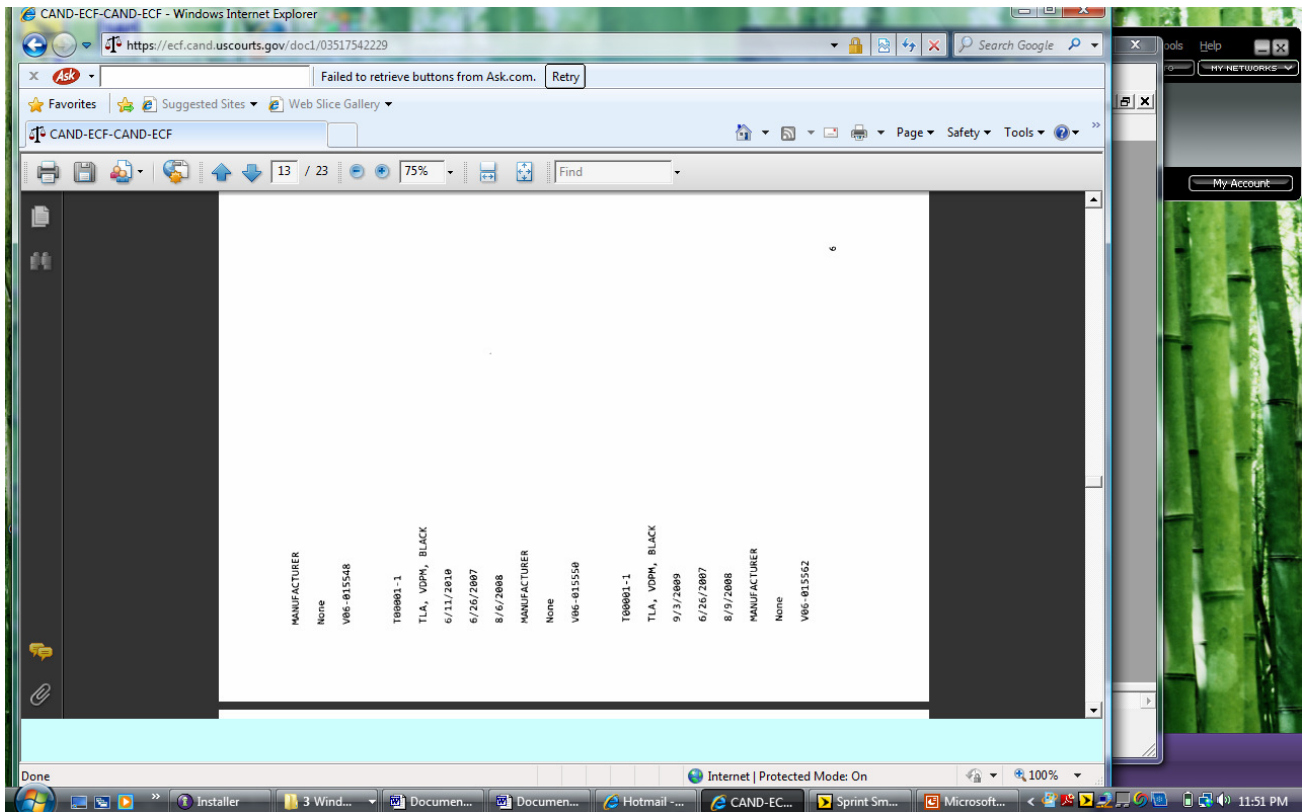 CAND-ECF-CAND-ECF - Windows Internet Explorer
https://ecf.cand.uscourts.gov/doc1/03517542229
Search Google
Tools Help
MY NETWORKS
x Ask
Failed to retrieve buttons from Ask.com. Retry
Favorites Suggested Sites Web Slice Gallery
CAND-ECF-CAND-ECF
Page Safety Tools
13 / 23 75% Find
My Account
6
MANUFACTURER
None
V06-015548
T00001-1
TLA, VDPM, BLACK
6/11/2010
6/26/2007
8/6/2008
MANUFACTURER
None
V06-015550
T00001-1
TLA, VDPM, BLACK
9/3/2009
6/26/2007
8/9/2008
MANUFACTURER
None
V06-015562
Done
Internet | Protected Mode: On 100%
Installer 3 Wind... Documen... Documen... Hotmail -... CAND-EC... Sprint Sm... Microsoft... 11:51 PM